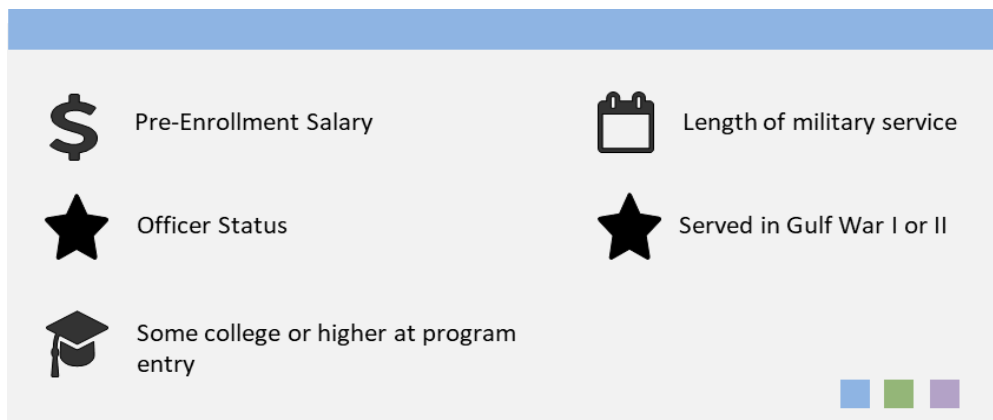 Pre-Enrollment Salary
Length of military service
Officer Status
Served in Gulf War I or II
Some college or higher at program
entry